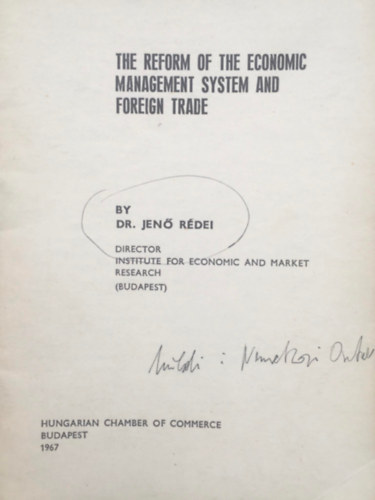 THE REFORM OF THE ECONOMIC
MANAGEMENT SYSTEM AND
FOREIGN TRADE
BY
DR. JENŐ RÉDEI
DIRECTOR
INSTITUTE FOR ECONOMIC AND MARKET
RESEARCH
(BUDAPEST)
HUNGARIAN CHAMBER OF COMMERCE
BUDAPEST
1967